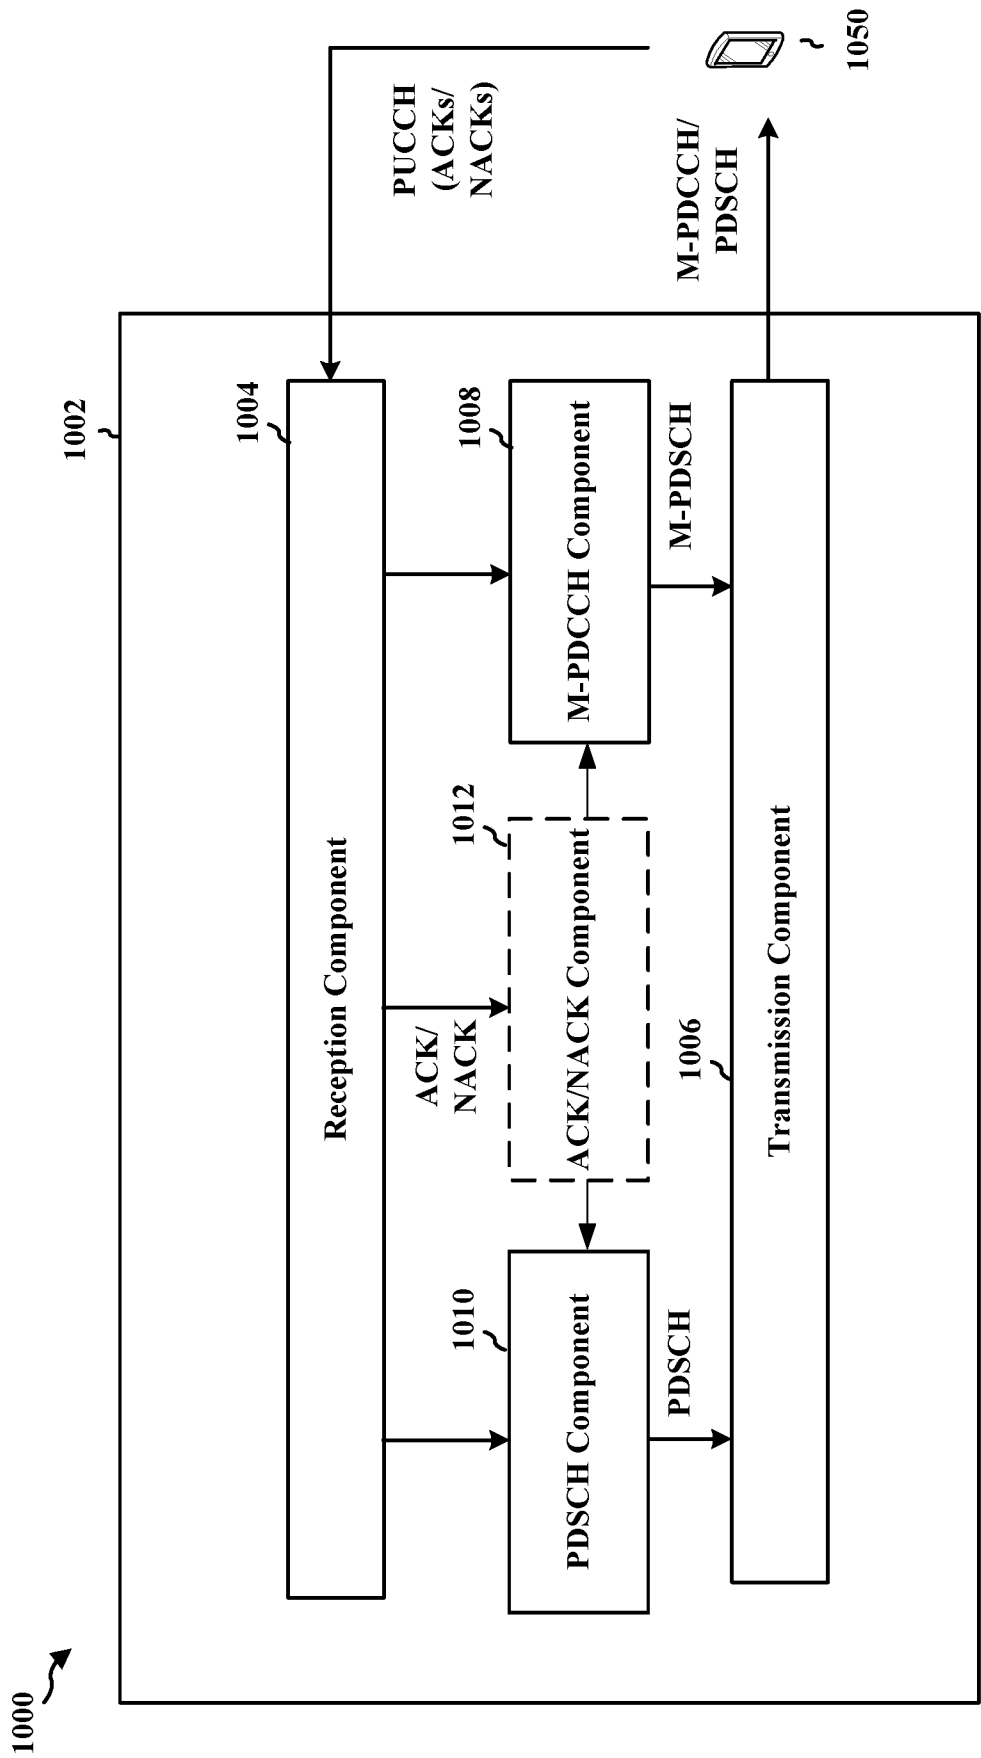 1000
1002
1004
Reception Component
PUCCH
(ACKs/
NACKs)
1010
PDSCH Component
ACK/
NACK
1012
ACK/NACK Component
1008
M-PDCCH Component
PDSCH
M-PDSCH
1006
Transmission Component
M-PDCCH/
PDSCH
1050